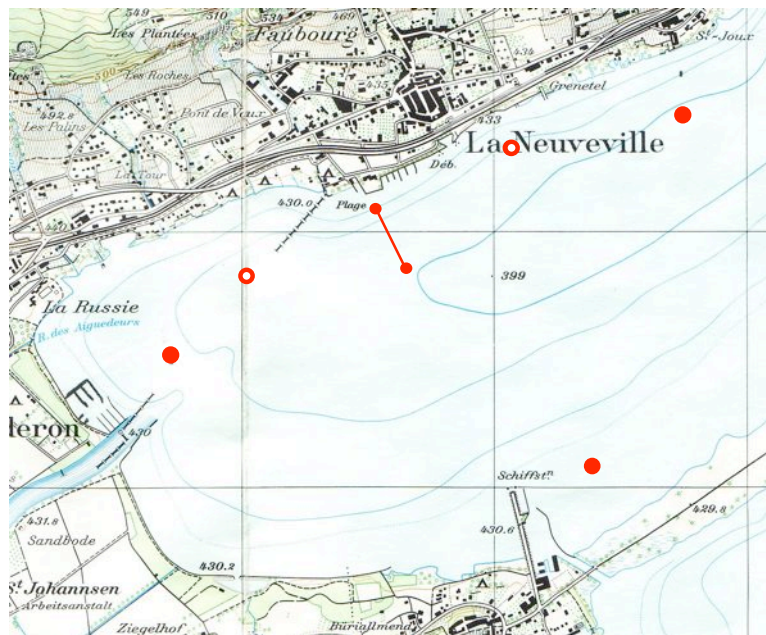 549
510
534
469
Les Plantées
Faubourg
St-Joux
434
Les Roches
500
435
Grenetel
492.8
Pont de Vaux
433
Les Palins
La Neuveville
La Tour
Déb.
430.0
Plage
440
399
La Russie
R. des Aiguedeurs
430
Schiffstn.
429.8
431.8
430.6
Sandbode
430.2
St Johannsen
Arbeitsanstalt
Ziegelhof
Büriallmend